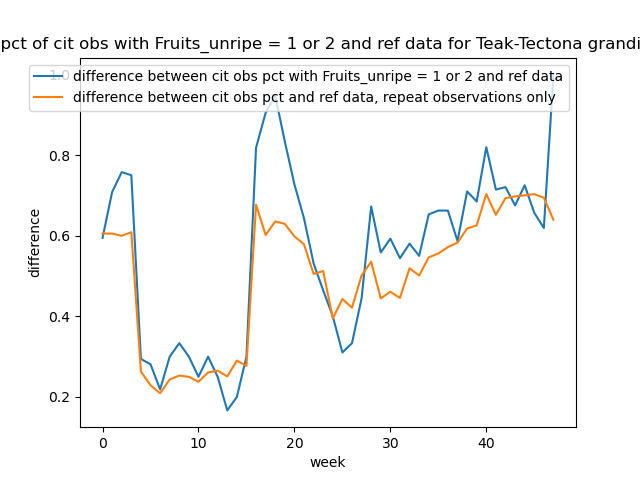 pct of cit obs with Fruits_unripe = 1 or 2 and ref data for Teak-Tectona grandi
difference between cit obs pct with Fruits_unripe = 1 or 2 and ref data
difference between cit obs pct and ref data, repeat observations only
1.0
0.8
0.6
0.4
0.2
difference
0
10
20
30
40
week